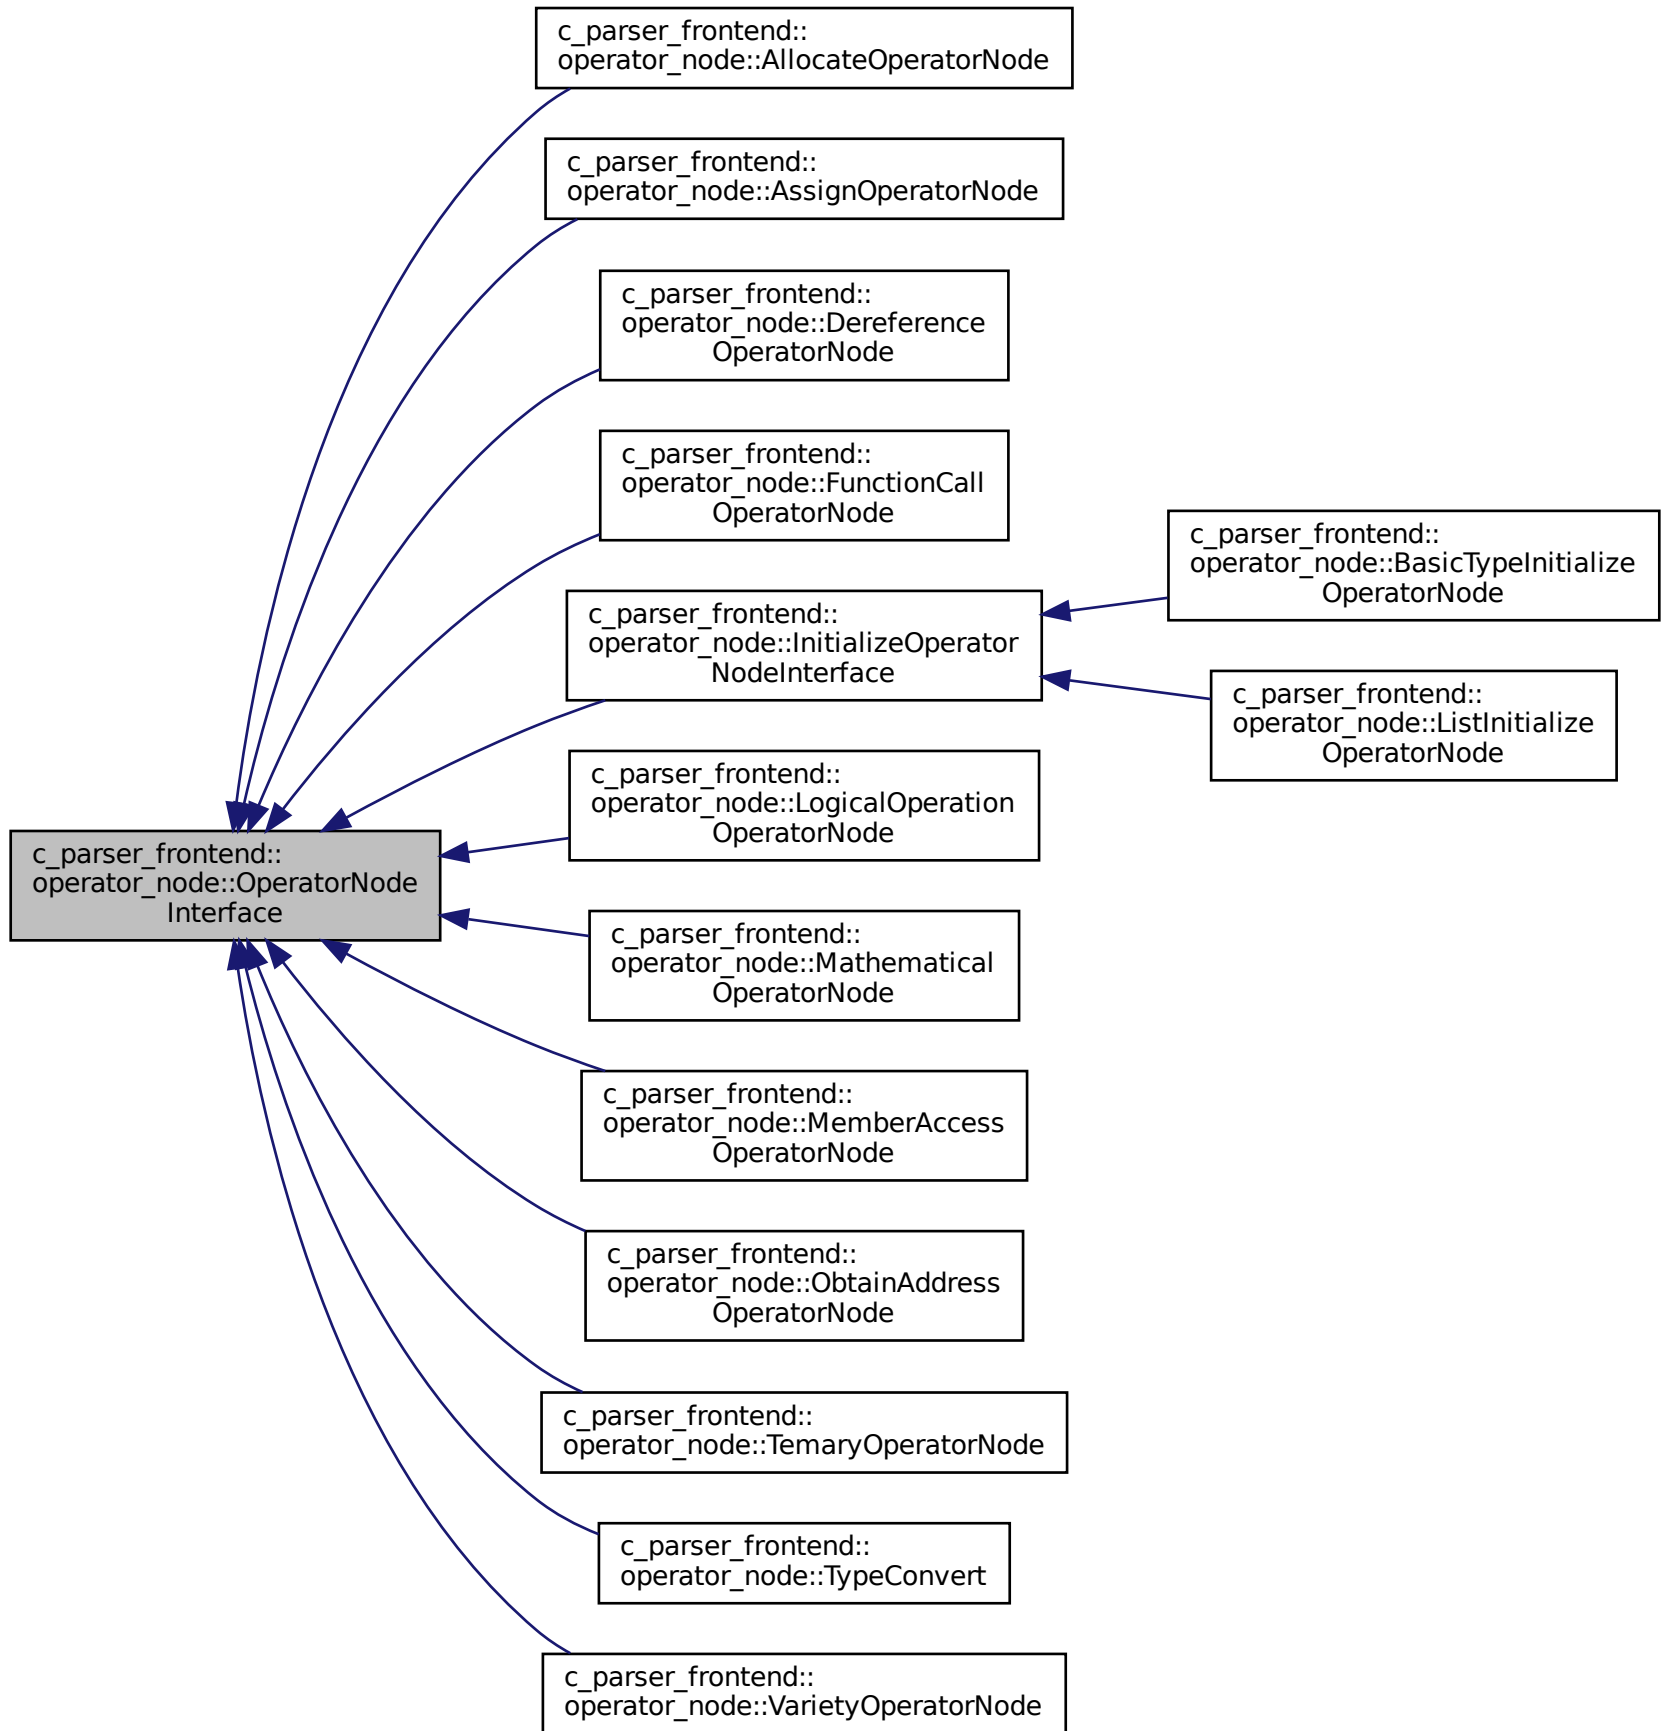 c_parser_frontend::
operator_node::AllocateOperatorNode
c_parser_frontend::
operator_node::AssignOperatorNode
c_parser_frontend::
operator_node::Dereference
OperatorNode
c_parser_frontend::
operator_node::FunctionCall
OperatorNode
c_parser_frontend::
operator_node::InitializeOperator
NodeInterface
c_parser_frontend::
operator_node::BasicTypeInitialize
OperatorNode
c_parser_frontend::
operator_node::ListInitialize
OperatorNode
c_parser_frontend::
operator_node::LogicalOperation
OperatorNode
c_parser_frontend::
operator_node::OperatorNode
Interface
c_parser_frontend::
operator_node::Mathematical
OperatorNode
c_parser_frontend::
operator_node::MemberAccess
OperatorNode
c_parser_frontend::
operator_node::ObtainAddress
OperatorNode
c_parser_frontend::
operator_node::TemaryOperatorNode
c_parser_frontend::
operator_node::TypeConvert
c_parser_frontend::
operator_node::VarietyOperatorNode